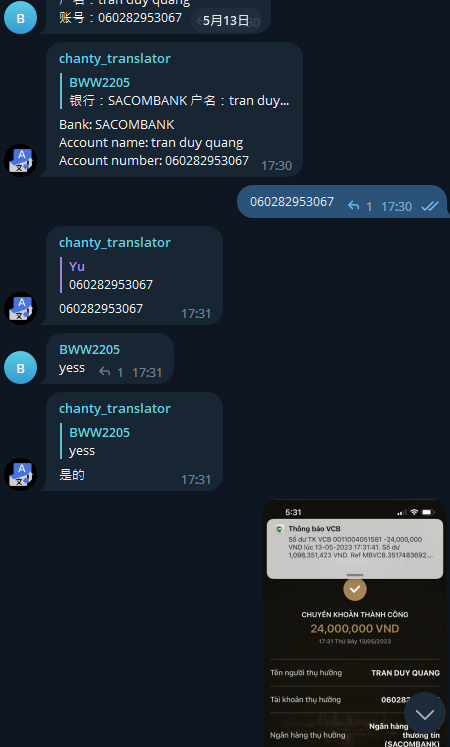 户名：tran duy quang
账号：060282953067
5月13日
B
chanty_translator
BWW2205
银行：SACOMBANK 户名：tran duy...
Bank: SACOMBANK
Account name: tran duy quang
Account number: 060282953067
17:30
060282953067
1 17:30
chanty_translator
Yu
060282953067
060282953067
17:31
BWW2205
yess
1 17:31
B
chanty_translator
BWW2205
yess
是的
17:31
5:31
Thông báo VCB
Số dư TK VCB 0011004051581 -24,000,000
VND lúc 13-05-2023 17:31:41. Số dư
1,098,351,423 VND. Ref MBVCB.3517483692....
CHUYỂN KHOẢN THÀNH CÔNG
24,000,000 VND
17:31 Thứ Bảy 13/05/2023
Tên người thụ hưởng TRAN DUY QUANG
Tài khoản thụ hưởng 060282
Ngân hàng thụ hưởng Ngân hàng
thương tín
(SACOMBANK)